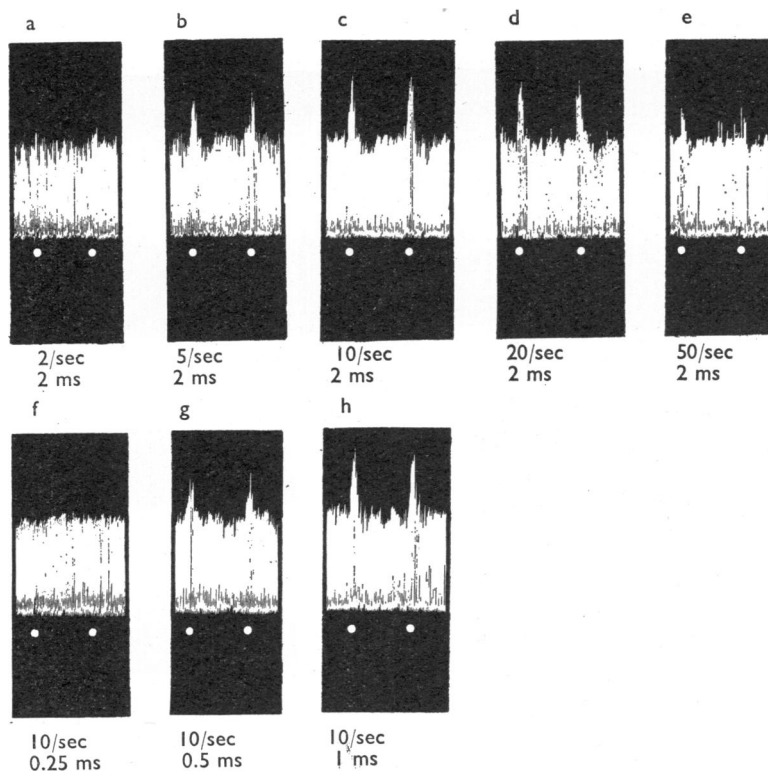 a b c d e
2/sec 5/sec 10/sec 20/sec 50/sec
2 ms 2 ms 2 ms 2 ms 2 ms
f g h
10/sec 10/sec 10/sec
0.25 ms 0.5 ms 1 ms